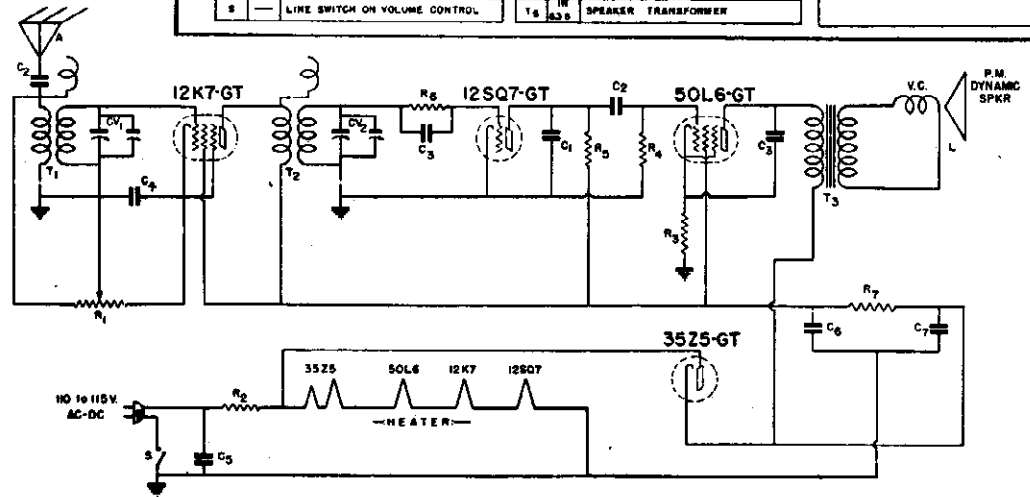 S — LINE SWITCH ON VOLUME CONTROL
SPEAKER TRANSFORMER
A
C2
12K7-GT
12SQ7-GT
50L6-GT
V.C.
P.M.
DYNAMIC
SPKR
R6
C2
CV1
CV2
C3
C1
R5
R4
C3
L
T1
C4
T2
T3
R3
R1
R7
C6
C7
35Z5-GT
35Z5
50L6
12K7
12SQ7
110 to 115V.
AC-DC
R2
HEATER
S
C5